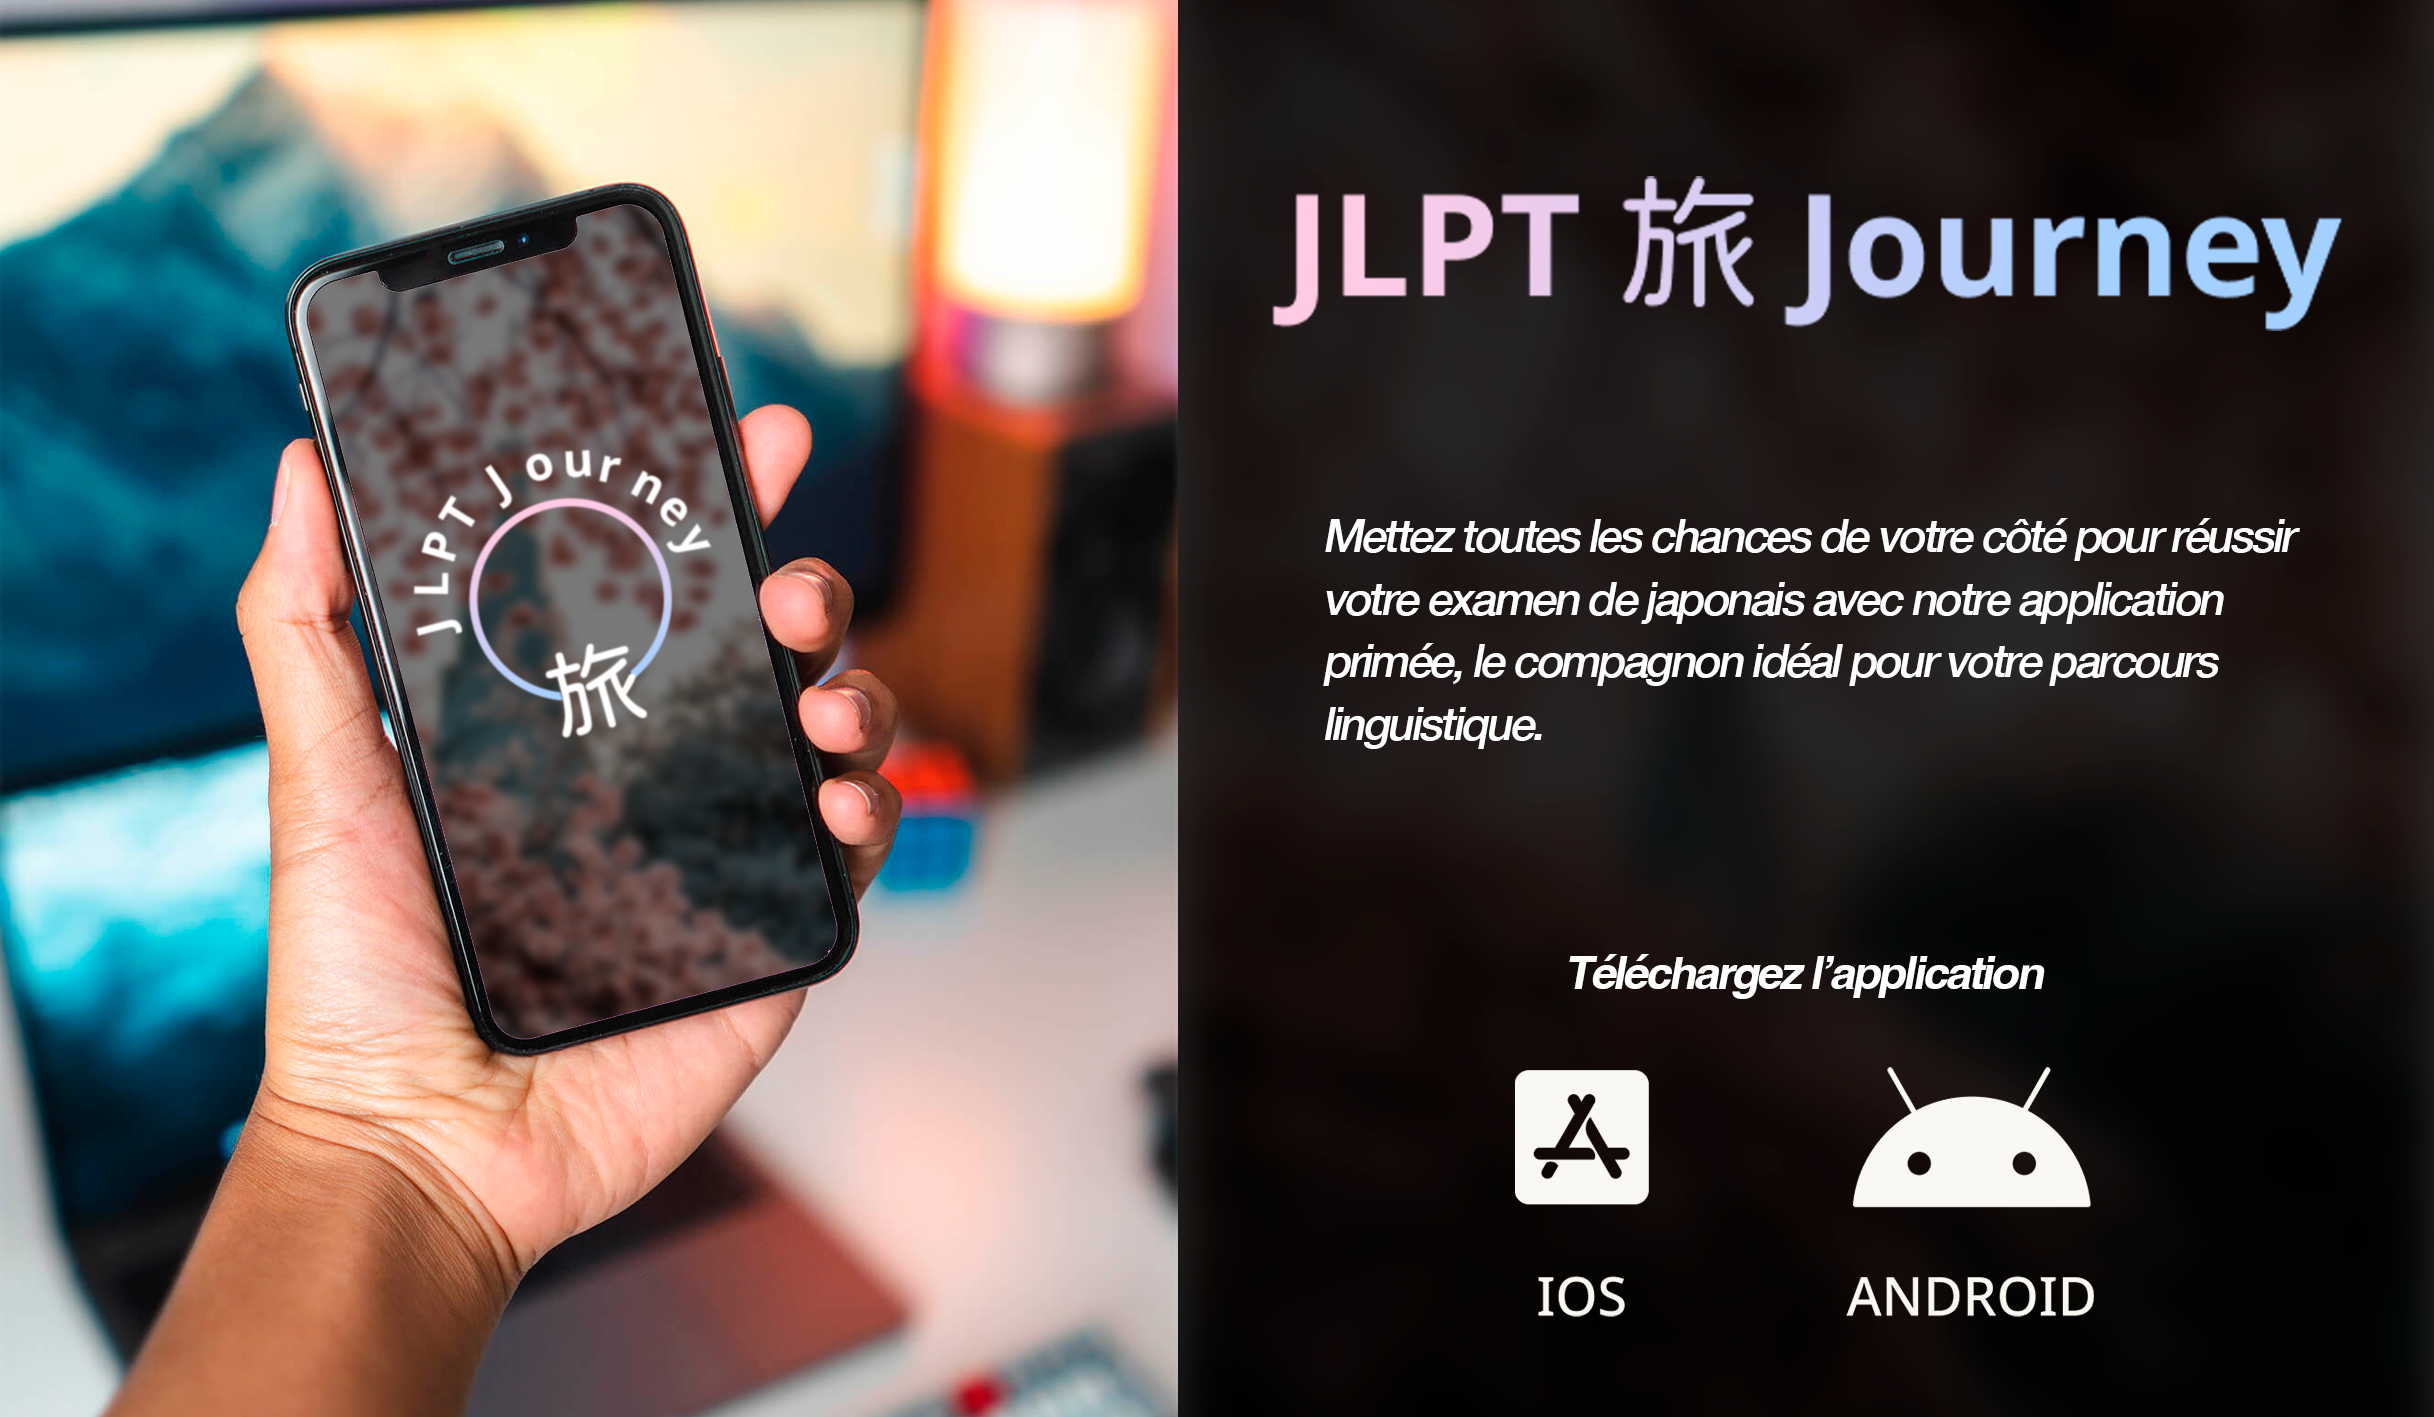 JLPT Journey
旅
JLPT 旅 Journey
Mettez toutes les chances de votre côté pour réussir
votre examen de japonais avec notre application
primée, le compagnon idéal pour votre parcours
linguistique.
Téléchargez l’application
IOS
ANDROID